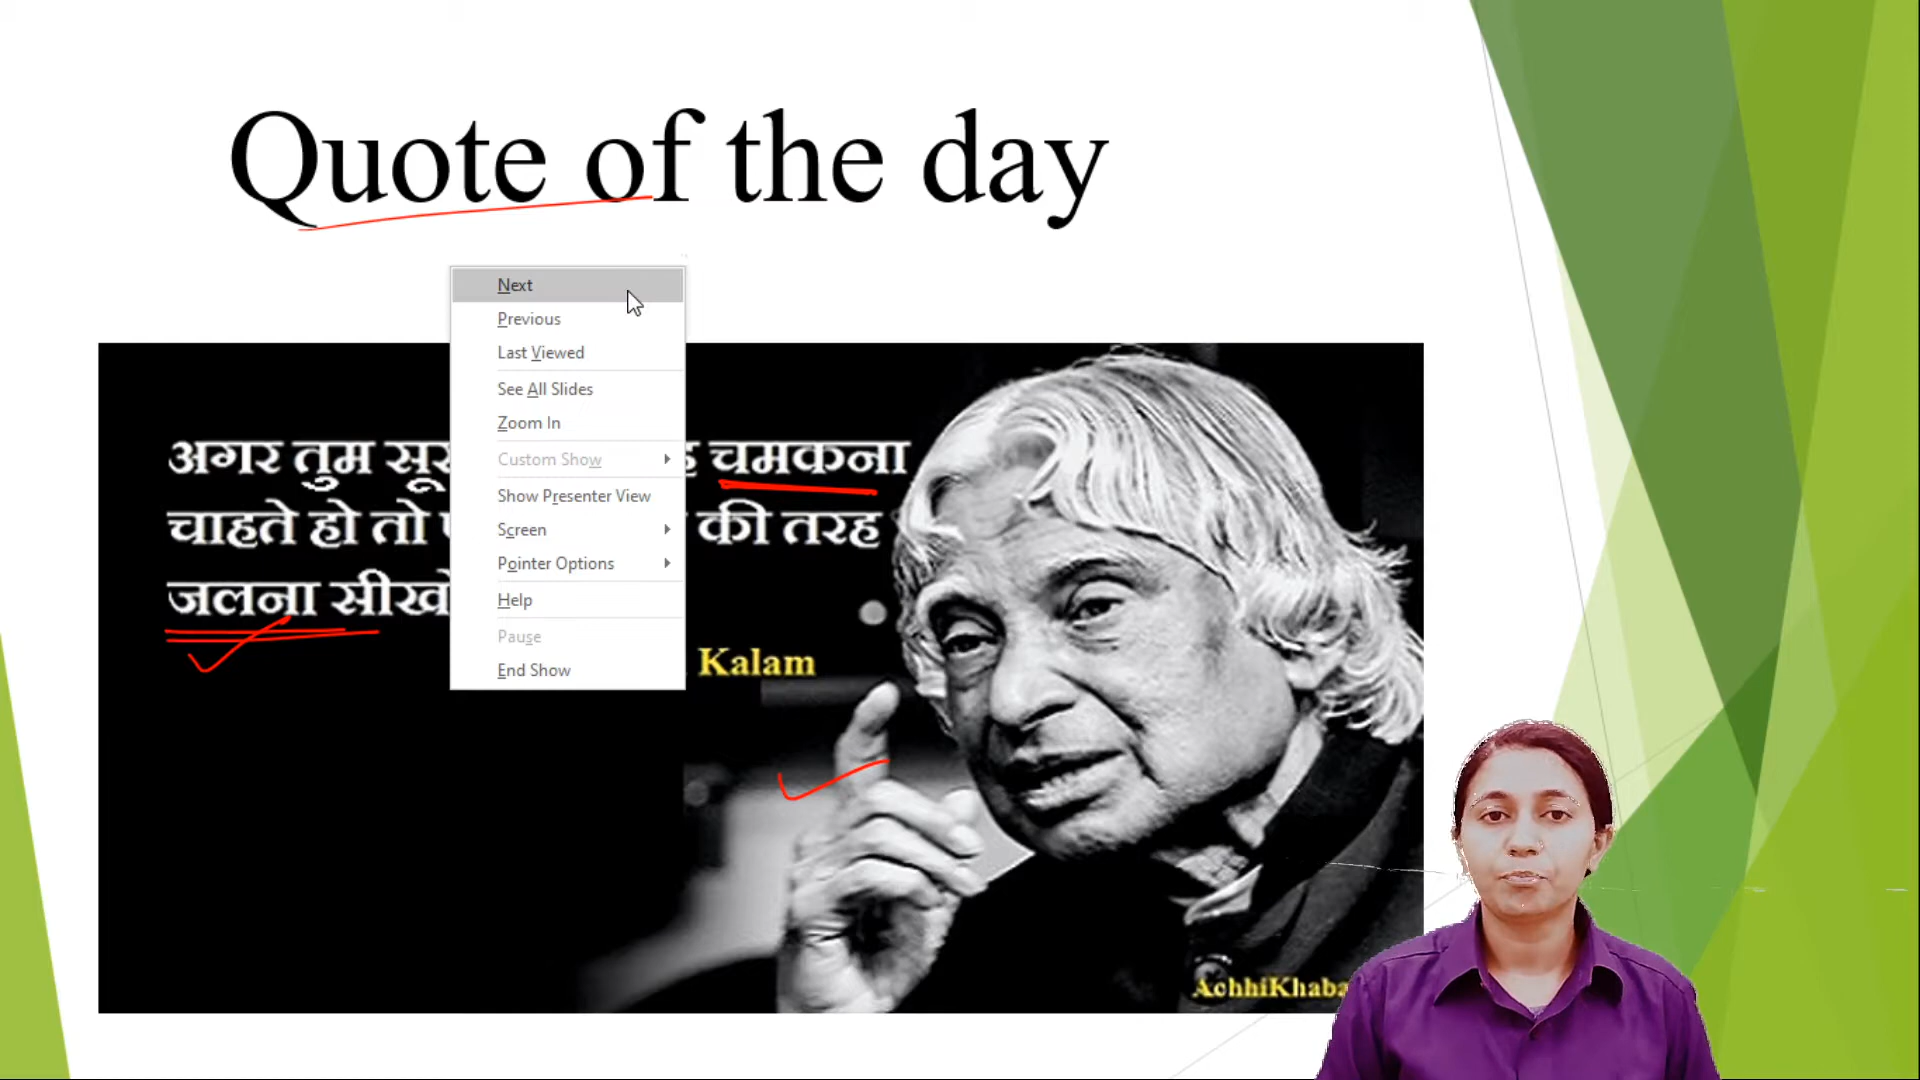 Quote of the day
Next
Previous
Last Viewed
See All Slides
Zoom In
Custom Show
Show Presenter View
Screen
Pointer Options
Help
Pause
End Show
अगर तुम चमकना
चाहते हो तो की तरह
जलना
Kalam